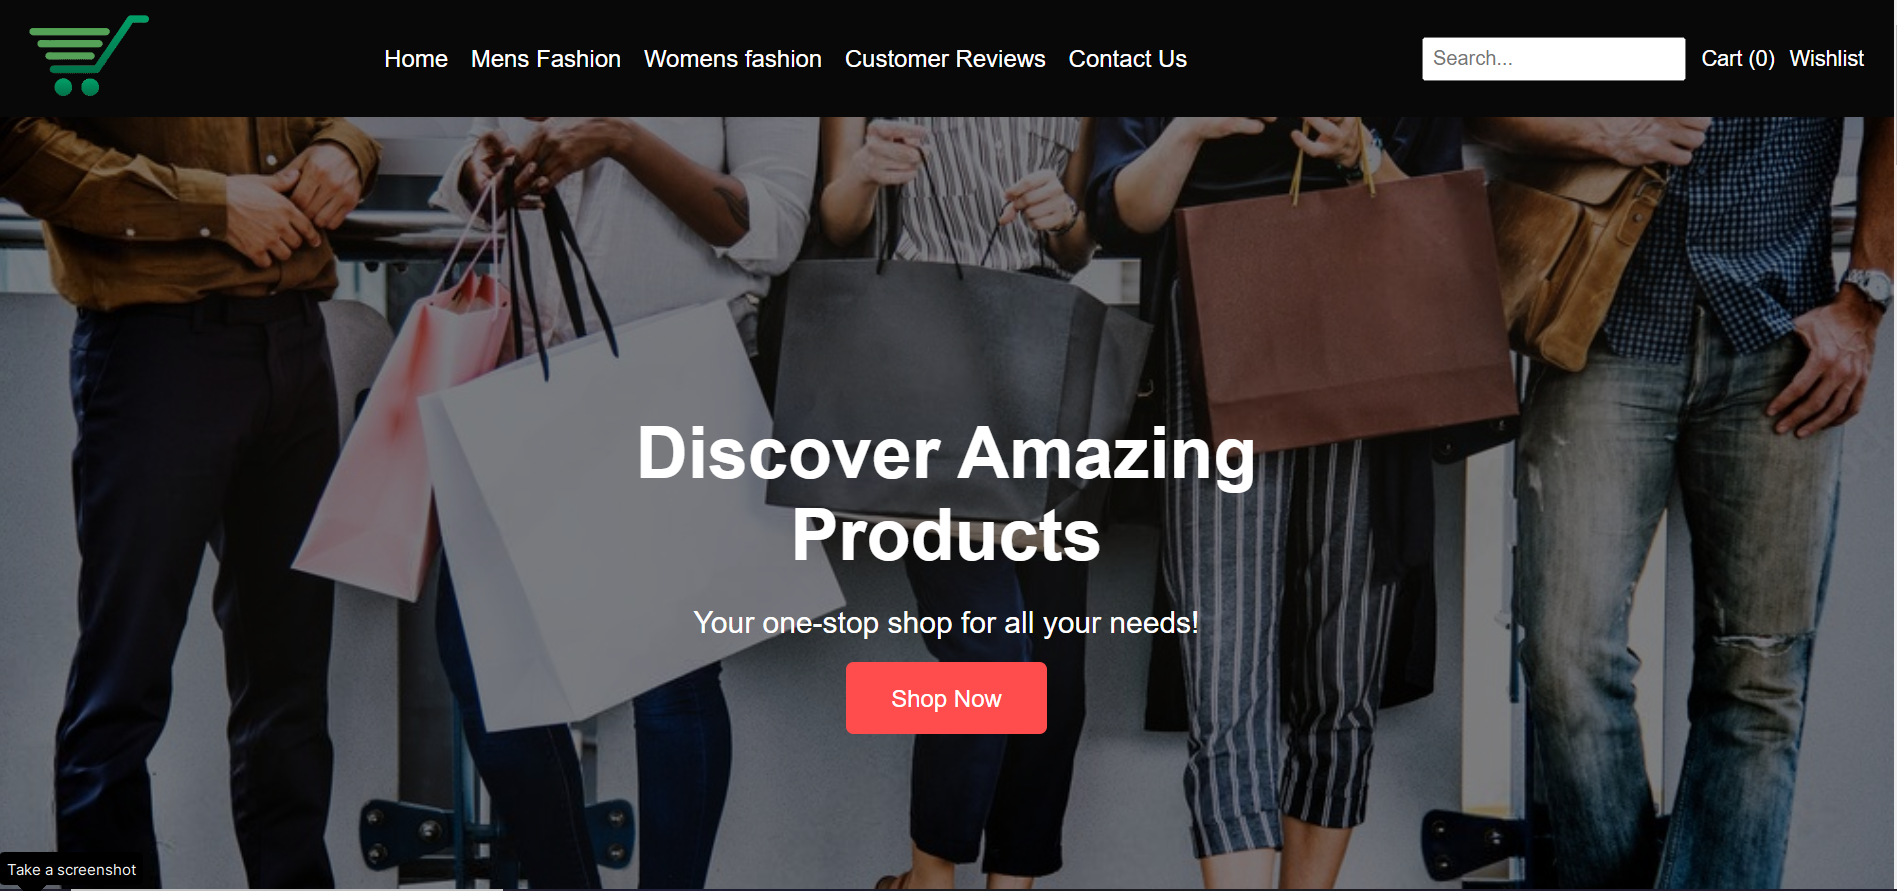 Home Mens Fashion Womens fashion Customer Reviews Contact Us Search... Cart (0) Wishlist
Discover Amazing
Products
Your one-stop shop for all your needs!
Shop Now
Take a screenshot